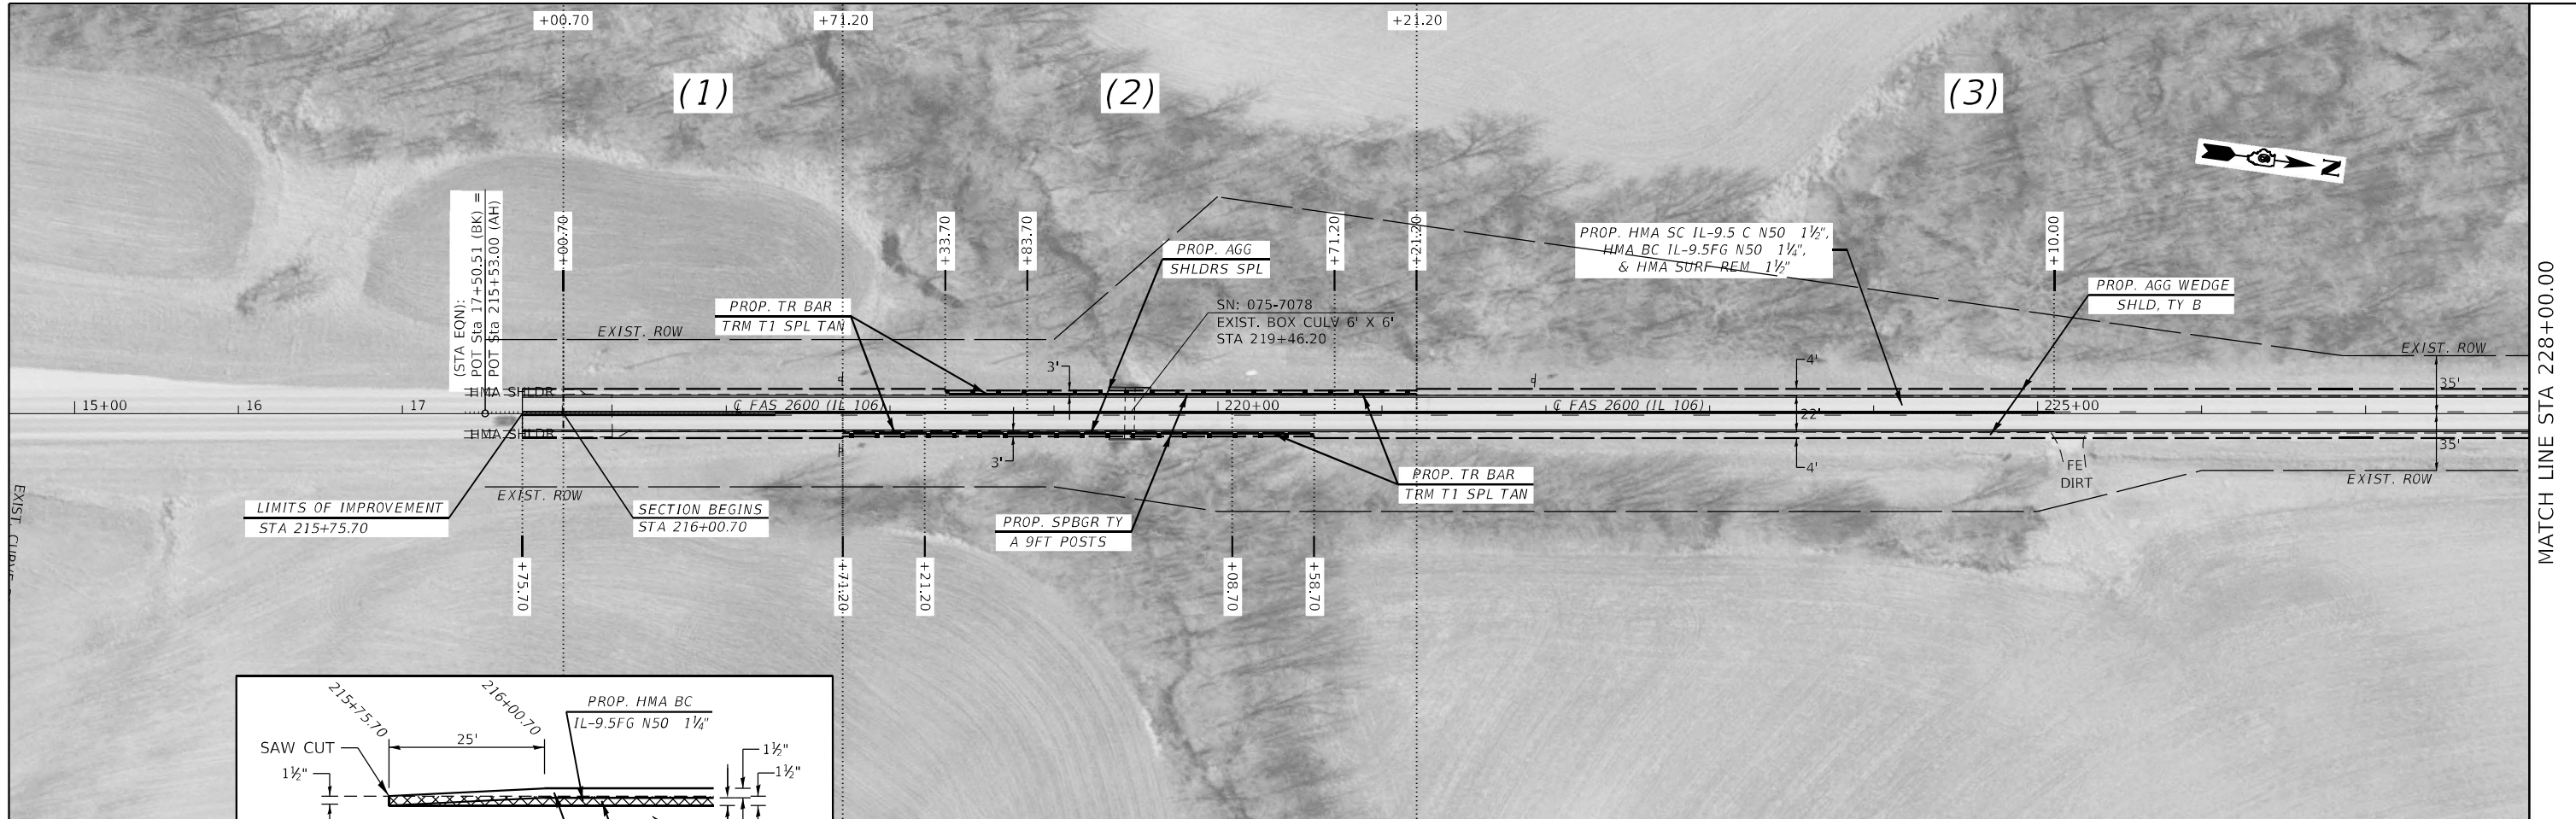 +00.70
+71.20
+21.20
(1)
(2)
(3)
N
(STA EQN):
POT Sta 17+50.51 (BK) =
POT Sta 215+53.00 (AH)
+00.70
+33.70
+83.70
+71.20
+21.20
+10.00
PROP. AGG
SHLDRS SPL
PROP. HMA SC IL-9.5 C N50 1½",
HMA BC IL-9.5FG N50 1¼",
& HMA SURF REM 1½"
PROP. AGG WEDGE
SHLD, TY B
PROP. TR BAR
TRM T1 SPL TAN
SN: 075-7078
EXIST. BOX CULV 6' X 6'
STA 219+46.20
EXIST. ROW
EXIST. ROW
3'
4'
35'
HMA SHLDR
15+00
16
17
℄ FAS 2600 (IL 106)
220+00
℄ FAS 2600 (IL 106)
22'
225+00
HMA SHLDR
3'
4'
35'
FE
DIRT
EXIST. ROW
EXIST. ROW
PROP. TR BAR
TRM T1 SPL TAN
LIMITS OF IMPROVEMENT
STA 215+75.70
SECTION BEGINS
STA 216+00.70
PROP. SPBGR TY
A 9FT POSTS
+75.70
+71.20
+21.20
+08.70
+58.70
MATCH LINE STA 228+00.00
215+75.70
216+00.70
PROP. HMA BC
IL-9.5FG N50 1¼"
25'
SAW CUT
1½"
1½"
1½"